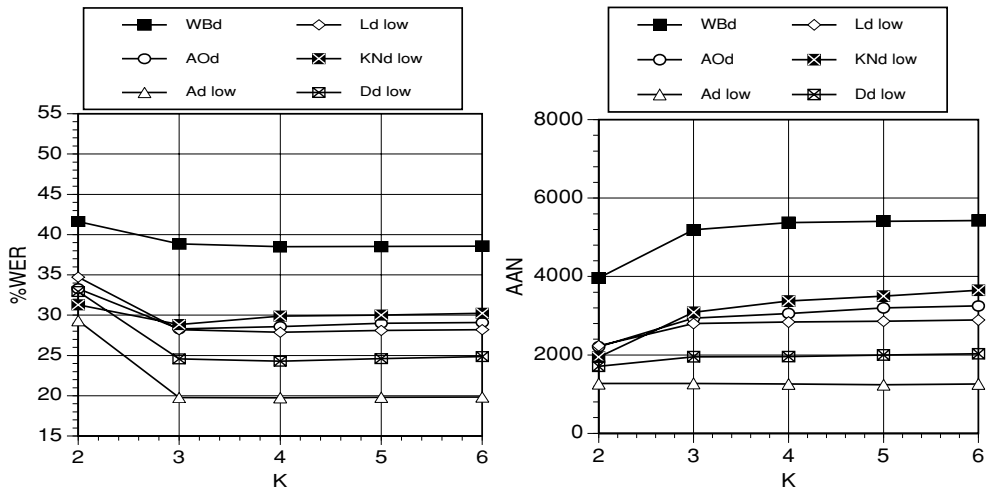 WBd
Ld low
AOd
KNd low
Ad low
Dd low
55
50
45
40
35
30
25
20
15
%WER
2 3 4 5 6
K
WBd
Ld low
AOd
KNd low
Ad low
Dd low
8000
6000
4000
2000
0
AAN
2 3 4 5 6
K